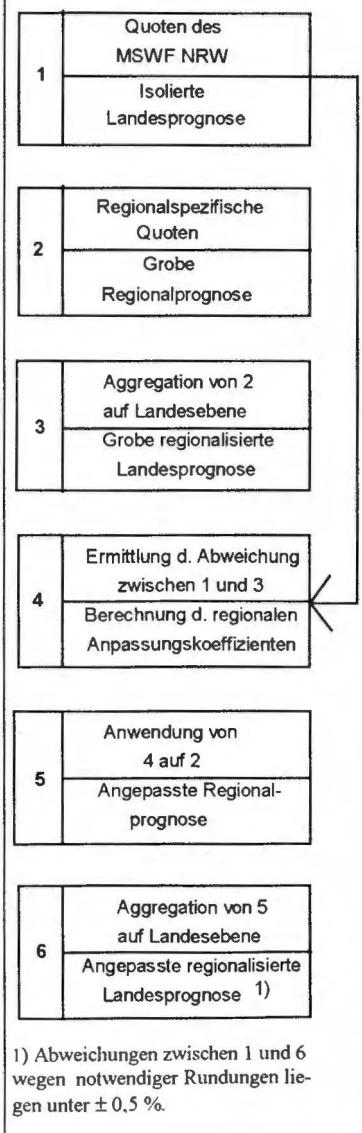 1
Quoten des
MSWF NRW
Isolierte
Landesprognose
2
Regionalspezifische
Quoten
Grobe
Regionalprognose
3
Aggregation von 2
auf Landesebene
Grobe regionalisierte
Landesprognose
4
Ermittlung d. Abweichung
zwischen 1 und 3
Berechnung d. regionalen
Anpassungskoeffizienten
5
Anwendung von
4 auf 2
Angepasste Regional-
prognose
6
Aggregation von 5
auf Landesebene
Angepasste regionalisierte
Landesprognose 1)
1) Abweichungen zwischen 1 und 6
wegen notwendiger Rundungen lie-
gen unter ± 0,5 %.